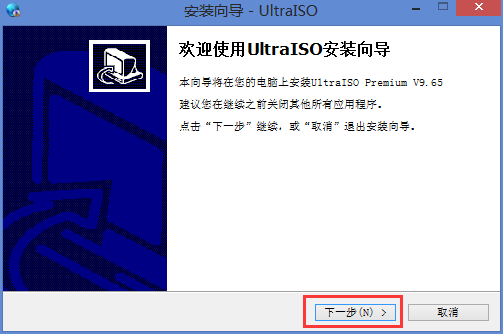 安装向导 - UltraISO
欢迎使用UltraISO安装向导
本向导将在您的电脑上安装UltraISO Premium V9.65
建议您在继续之前关闭其他所有应用程序。
点击“下一步”继续，或“取消”退出安装向导。
下一步(N) >
取消